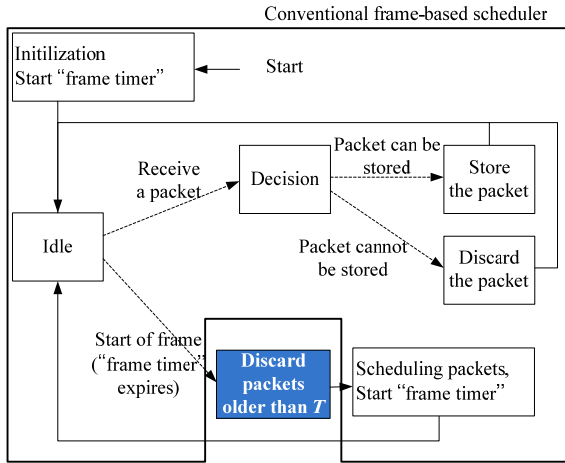 Conventional frame-based scheduler
Initilization
Start “frame timer”
Start
Receive
a packet
Decision
Packet can be
stored
Store
the packet
Idle
Packet cannot
be stored
Discard
the packet
Start of frame
(“frame timer”
expires)
Discard
packets
older than T
Scheduling packets,
Start “frame timer”